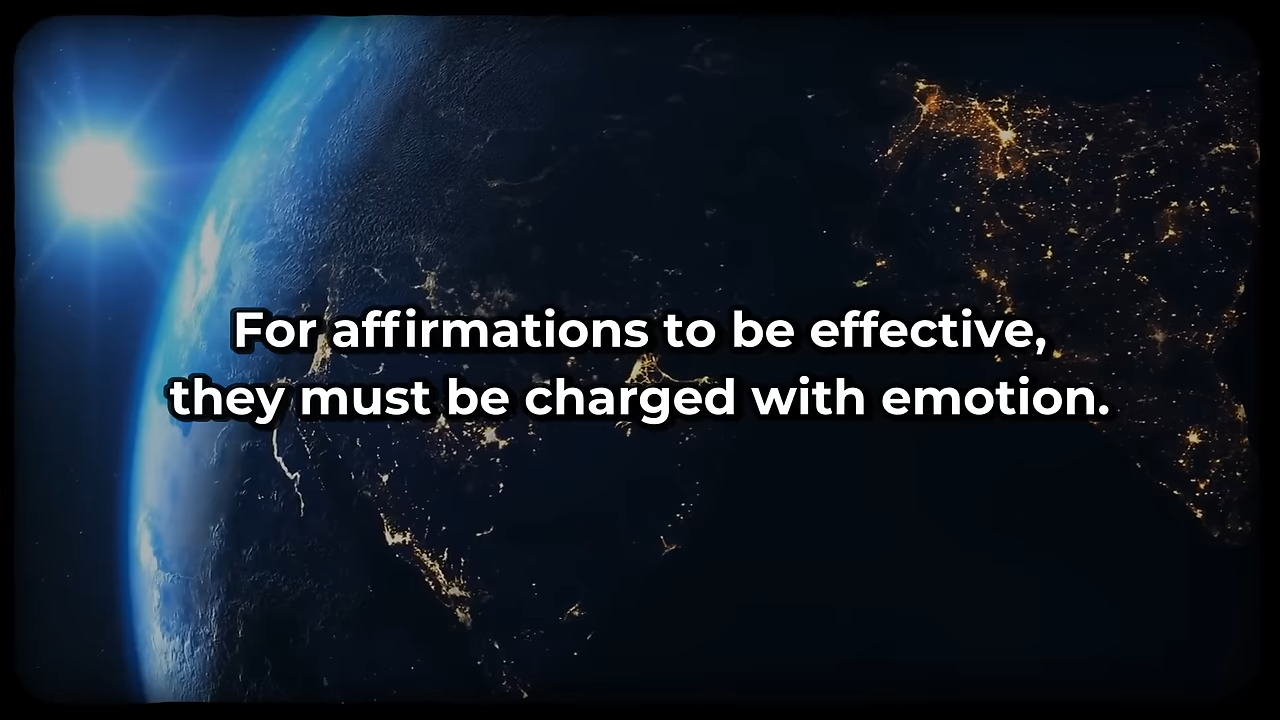 For affirmations to be effective,
they must be charged with emotion.